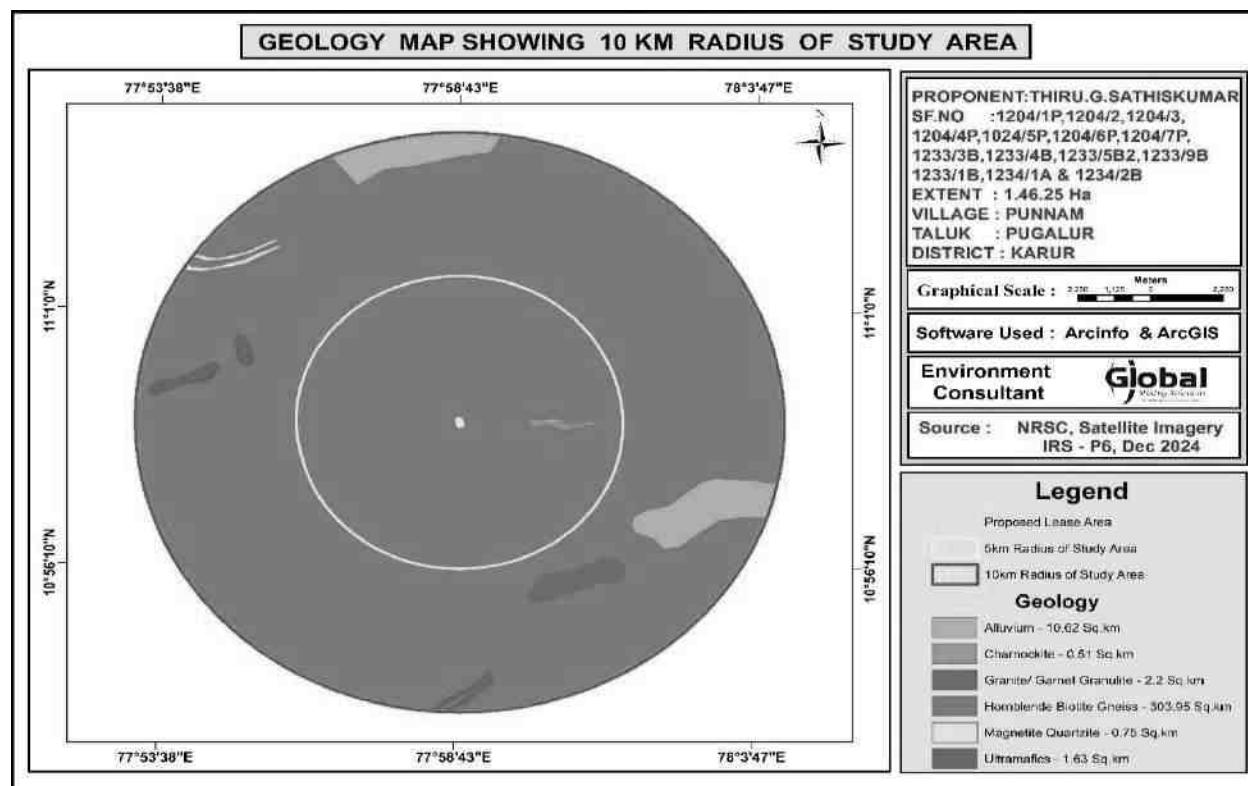 GEOLOGY MAP SHOWING 10 KM RADIUS OF STUDY AREA
77°53'38"E
77°58'43"E
78°3'47"E
N
11°1'0"N
11°1'0"N
10°56'10"N
10°56'10"N
77°53'38"E
77°58'43"E
78°3'47"E
PROPONENT:THIRU.G.SATHISKUMAR
SF.NO :1204/1P,1204/2,1204/3,
1204/4P,1024/5P,1204/6P,1204/7P,
1233/3B,1233/4B,1233/5B2,1233/9B
1233/1B,1234/1A & 1234/2B
EXTENT : 1.46.25 Ha
VILLAGE : PUNNAM
TALUK : PUGALUR
DISTRICT : KARUR
Graphical Scale :
Meters
2,250 1,125 0 2,250
Software Used : Arcinfo & ArcGIS
Environment
Consultant
Global
Source : NRSC, Satellite Imagery
IRS - P6, Dec 2024
Legend
Proposed Lease Area
5km Radius of Study Area
10km Radius of Study Area
Geology
Alluvium - 10.62 Sq.km
Charnockite - 0.51 Sq.km
Granite/ Garnet Granulite - 2.2 Sq.km
Hornblende Biotite Gneiss - 303.95 Sq.km
Magnetite Quartzite - 0.75 Sq.km
Ultramafics - 1.63 Sq.km